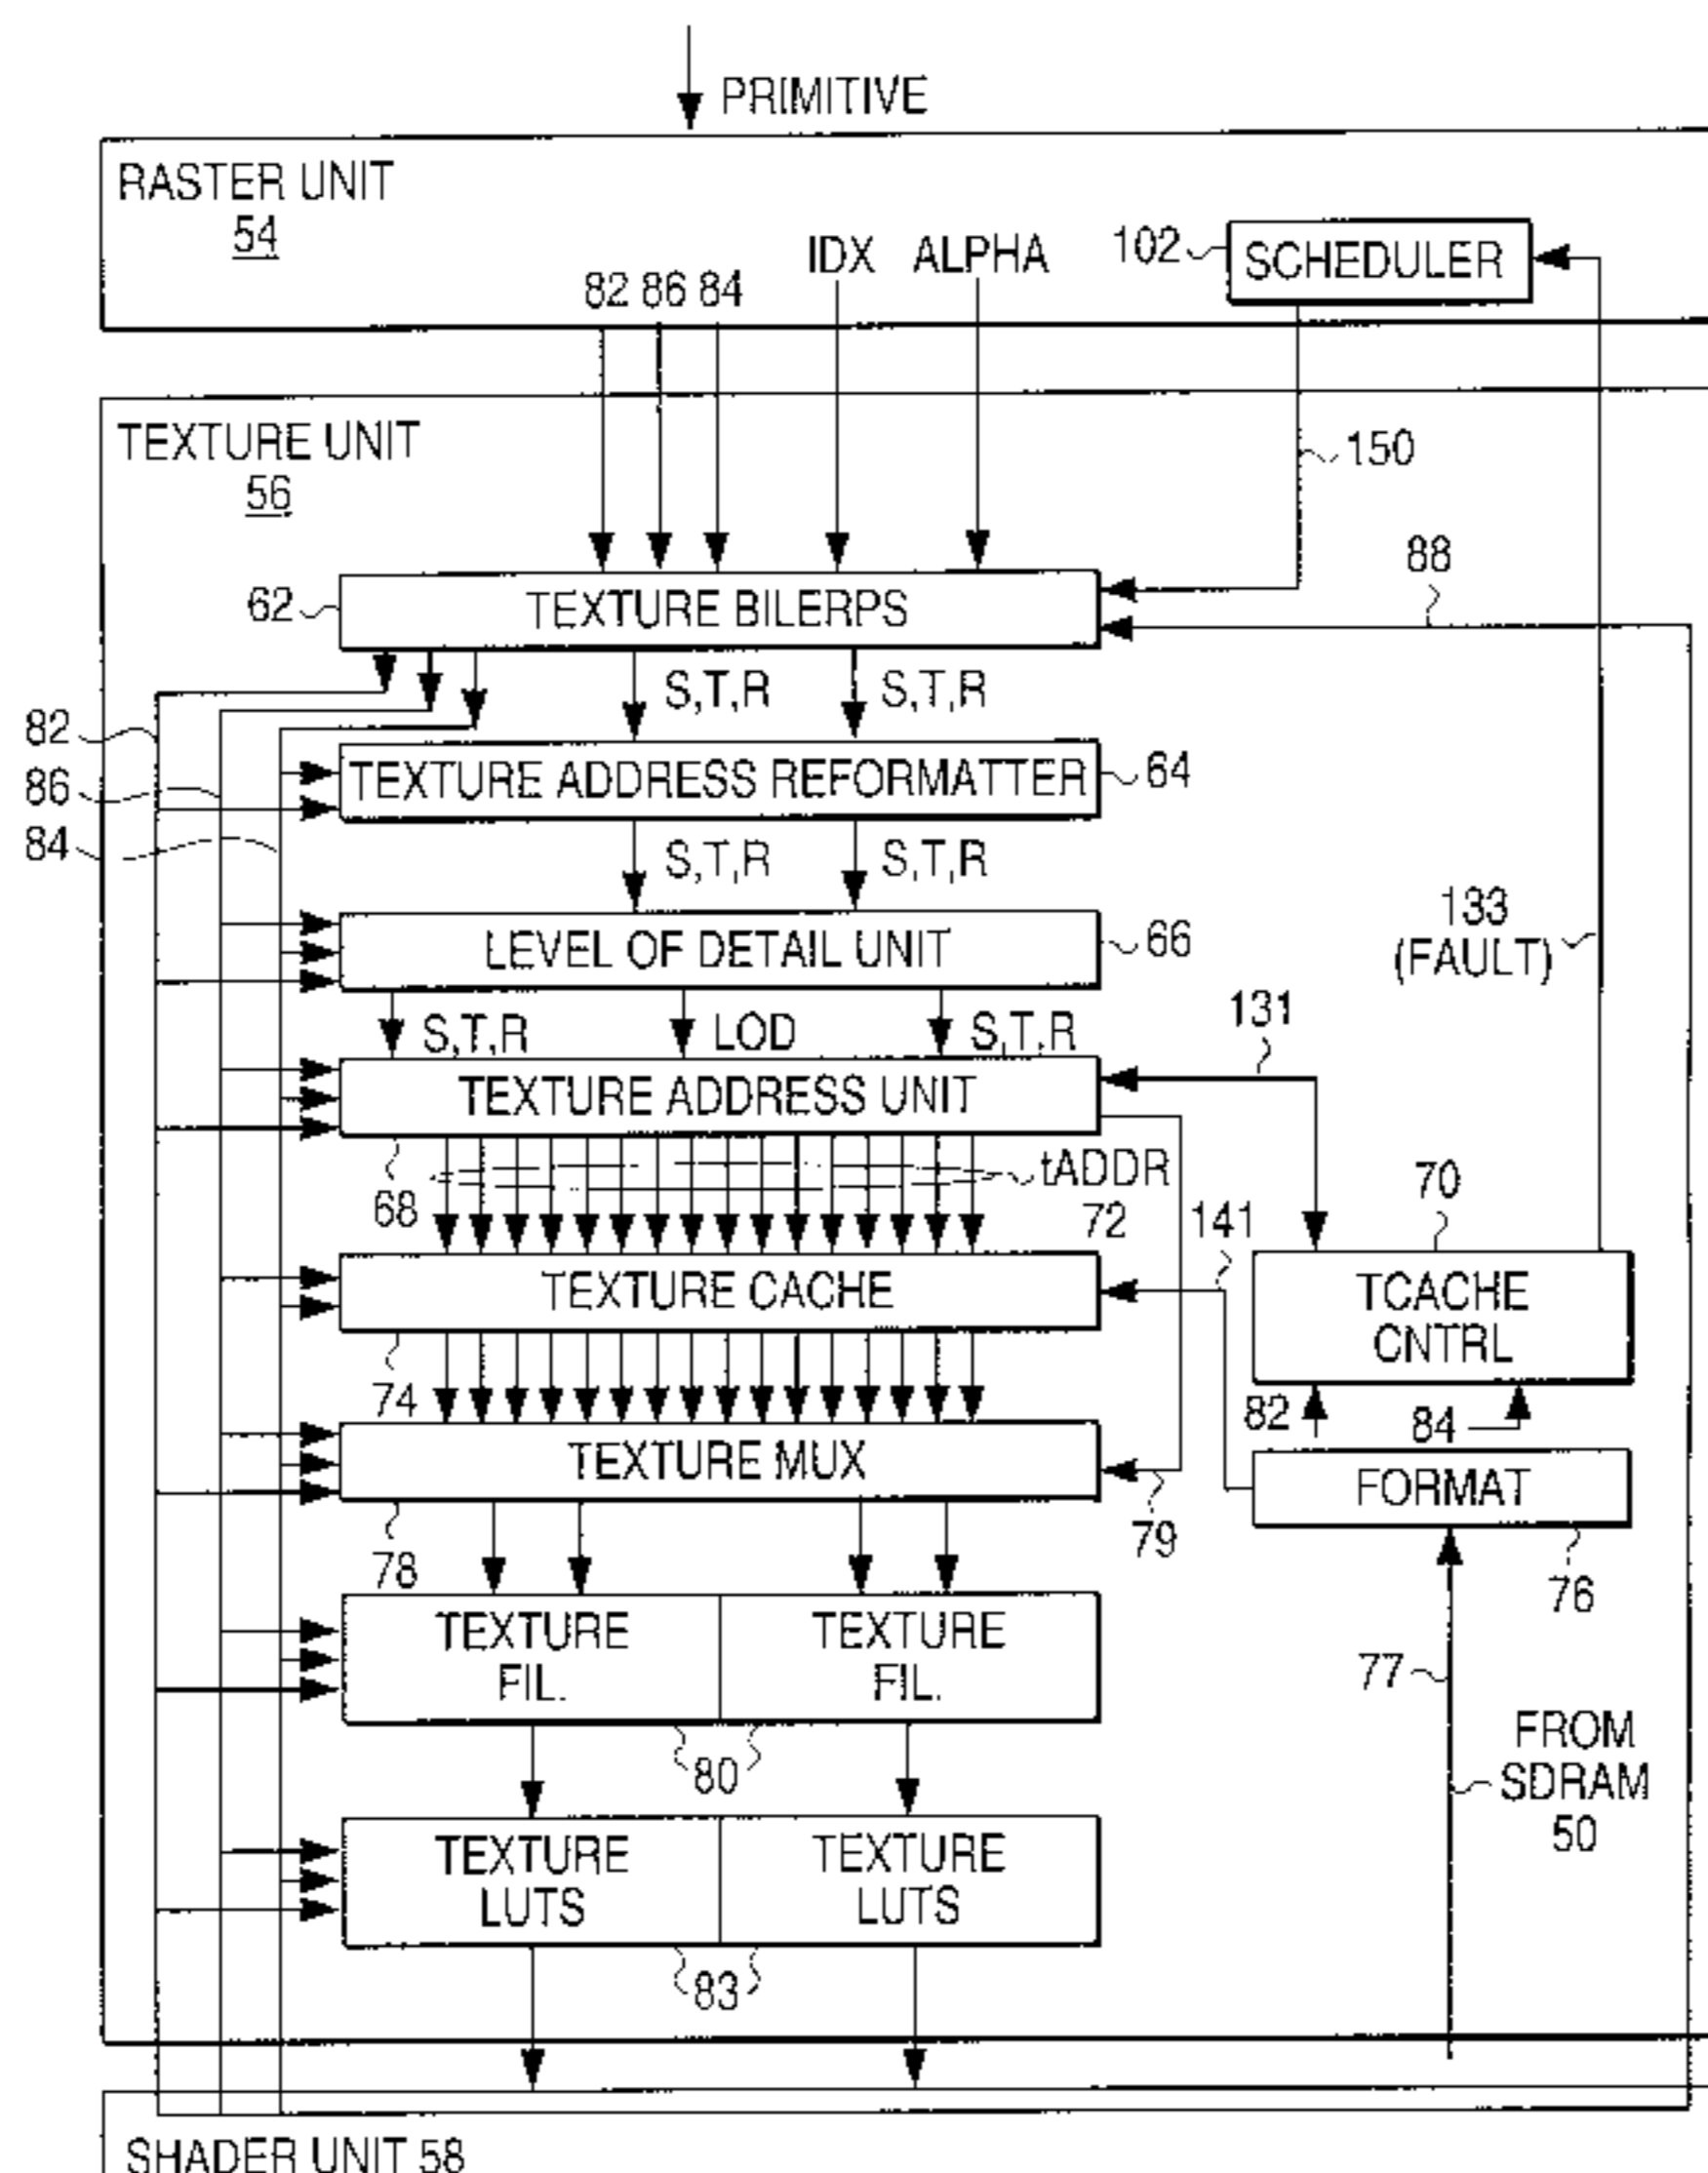 PRIMITIVE
RASTER UNIT
54
82 86 84
IDX
ALPHA
102
SCHEDULER
TEXTURE UNIT
56
150
88
62
TEXTURE BILERPS
S,T,R
S,T,R
82
86
84
TEXTURE ADDRESS REFORMATTER
64
S,T,R
S,T,R
133
(FAULT)
LEVEL OF DETAIL UNIT
66
131
S,T,R
LOD
S,T,R
TEXTURE ADDRESS UNIT
68
tADDR
72
141
70
TEXTURE CACHE
TCACHE
CNTRL
74
82
84
TEXTURE MUX
FORMAT
78
79
76
TEXTURE
FIL.
TEXTURE
FIL.
77
80
FROM
SDRAM
50
TEXTURE
LUTS
TEXTURE
LUTS
83
SHADER UNIT 58